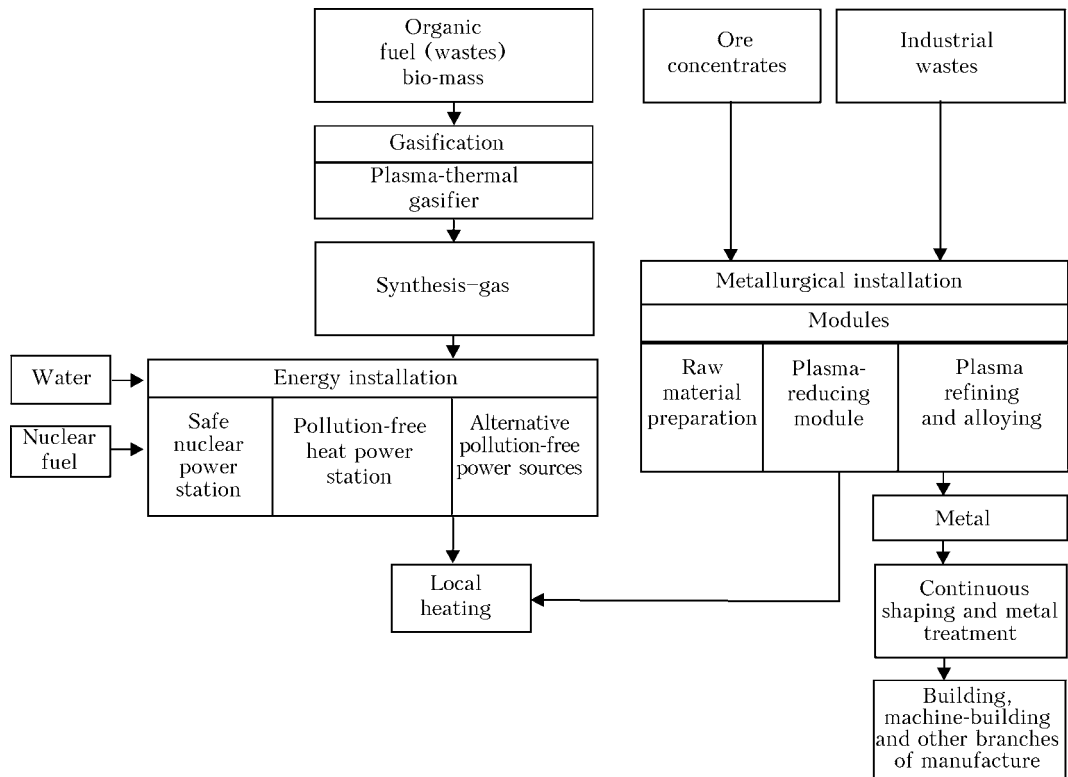 Organic
fuel (wastes)
bio-mass
Ore
concentrates
Industrial
wastes
Gasification
Plasma-thermal
gasifier
Synthesis–gas
Metallurgical installation
Modules
Raw
material
preparation
Plasma-
reducing
module
Plasma
refining
and alloying
Water
Nuclear
fuel
Energy installation
Safe
nuclear
power
station
Pollution-free
heat power
station
Alternative
pollution-free
power sources
Local
heating
Metal
Continuous
shaping and metal
treatment
Building,
machine-building
and other branches
of manufacture